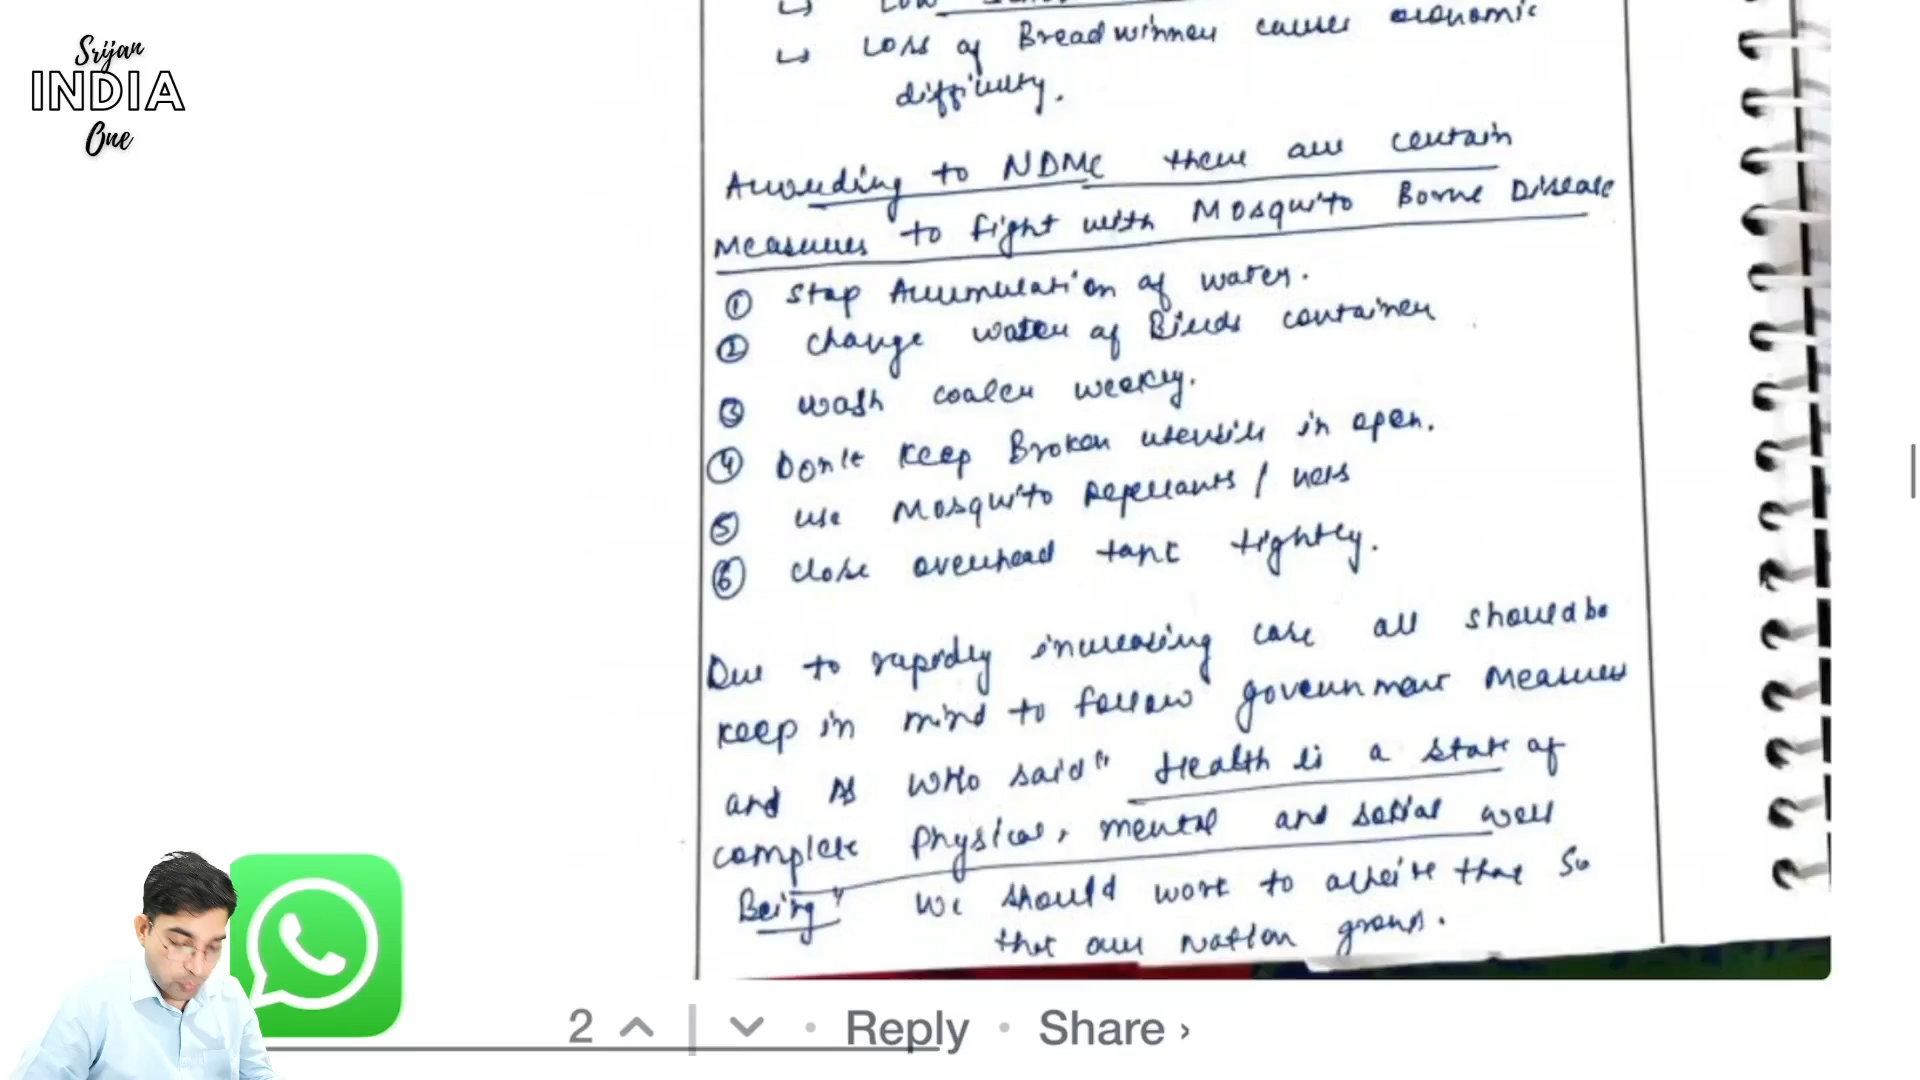 Srijan
INDIA
One
↳ Low
↳ Loss of Breadwinner causes economic
difficulty.
According to NDMC there are certain
Measures to fight with Mosquito Borne Disease
① Stop Accumulation of water.
② Change water of Birds container
③ wash cooler weekly.
④ Don't keep Broken utensils in open.
⑤ use Mosquito Repellants / nets
⑥ close overhead tank tightly.
Due to rapidly increasing case all should be
keep in mind to follow government Measures
and As WHO said" Health is a state of
complete Physical, mental and social well
Being" we should work to that so
that our Nation grows.
2 Reply Share ›